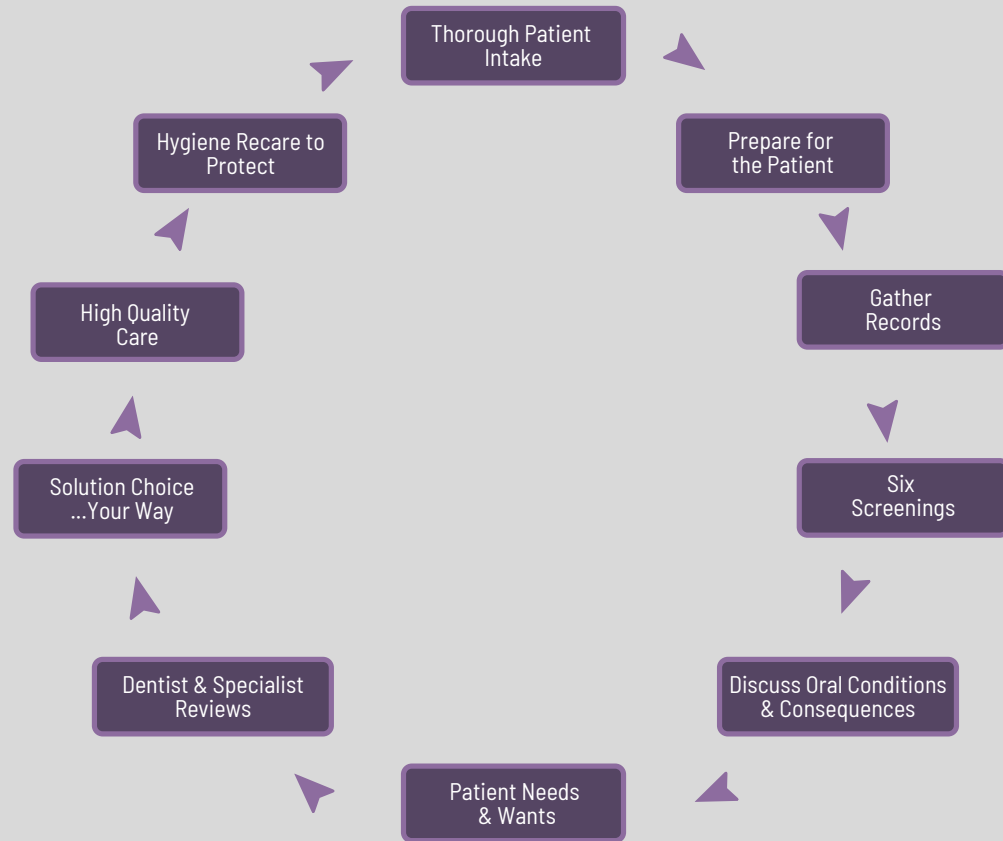 Thorough Patient
Intake
Prepare for
the Patient
Gather
Records
Six
Screenings
Discuss Oral Conditions
& Consequences
Patient Needs
& Wants
Dentist & Specialist
Reviews
Solution Choice
...Your Way
High Quality
Care
Hygiene Recare to
Protect